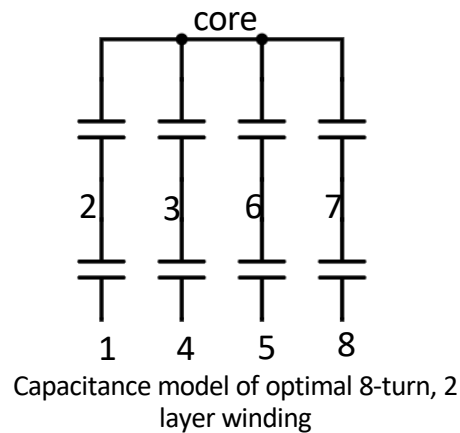 core
2 3 6 7
1 4 5 8
Capacitance model of optimal 8-turn, 2
layer winding